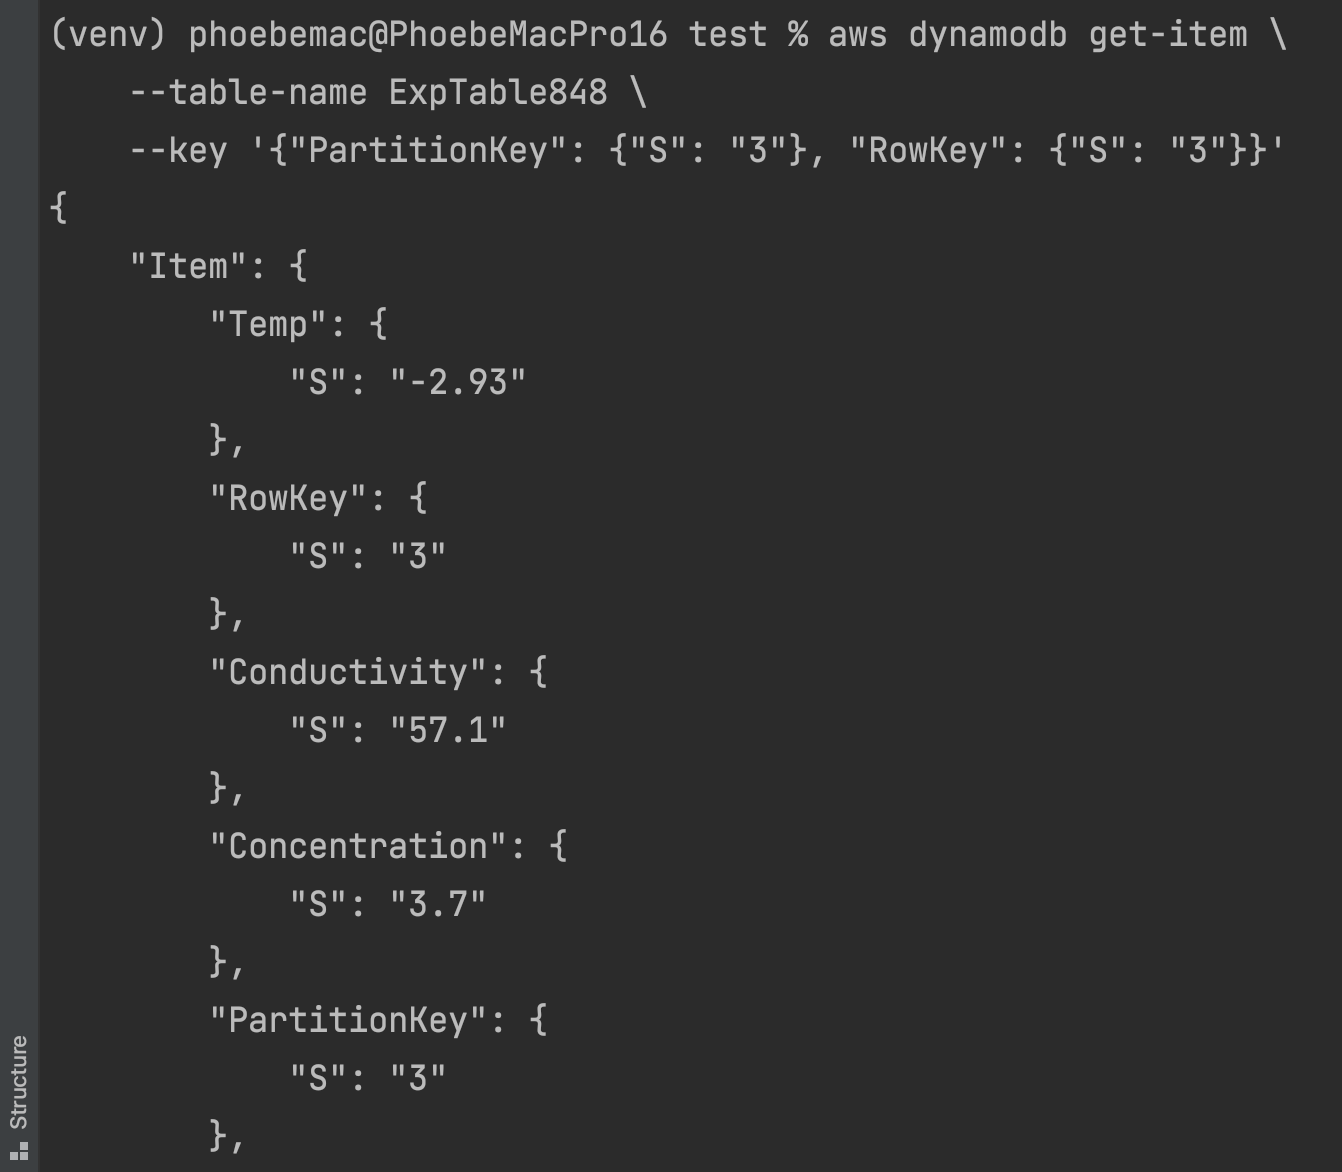 (venv) phoebemac@PhoebeMacPro16 test % aws dynamodb get-item \
    --table-name ExpTable848 \
    --key '{"PartitionKey": {"S": "3"}, "RowKey": {"S": "3"}}'
{
    "Item": {
        "Temp": {
            "S": "-2.93"
        },
        "RowKey": {
            "S": "3"
        },
        "Conductivity": {
            "S": "57.1"
        },
        "Concentration": {
            "S": "3.7"
        },
        "PartitionKey": {
            "S": "3"
        },
Structure